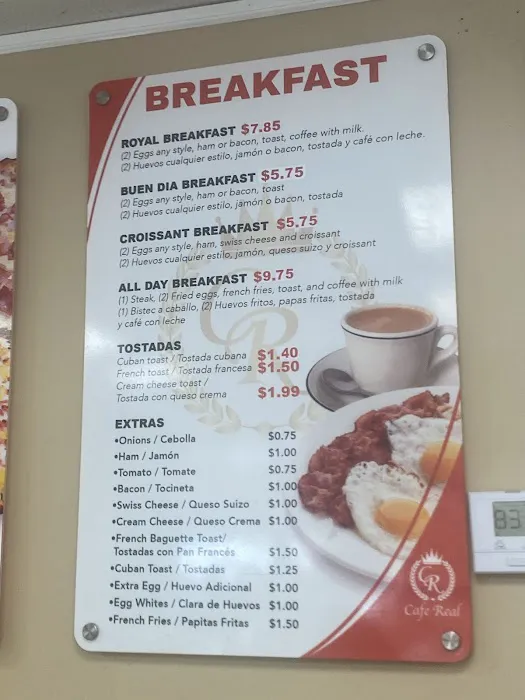 BREAKFAST
ROYAL BREAKFAST $7.85
(2) Eggs any style, ham or bacon, toast, coffee with milk.
(2) Huevos cualquier estilo, jamón o bacon, tostada y café con leche.
BUEN DIA BREAKFAST $5.75
(2) Eggs any style, ham or bacon, toast
(2) Huevos cualquier estilo, jamón o bacon, tostada
CROISSANT BREAKFAST $5.75
(2) Eggs any style, ham, swiss cheese and croissant
(2) Huevos cualquier estilo, jamón, queso suizo y croissant
ALL DAY BREAKFAST $9.75
(1) Steak, (2) Fried eggs, french fries, toast, and coffee with milk
(1) Bistec a caballo, (2) Huevos fritos, papas fritas, tostada
y café con leche
TOSTADAS
Cuban toast / Tostada cubana $1.40
French toast / Tostada francesa $1.50
Cream cheese toast /
Tostada con queso crema $1.99
EXTRAS
•Onions / Cebolla $0.75
•Ham / Jamón $1.00
•Tomato / Tomate $0.75
•Bacon / Tocineta $1.00
•Swiss Cheese / Queso Suizo $1.00
•Cream Cheese / Queso Crema $1.00
•French Baguette Toast/
Tostadas con Pan Francés $1.50
•Cuban Toast / Tostadas $1.25
•Extra Egg / Huevo Adicional $1.00
•Egg Whites / Clara de Huevos $1.00
•French Fries / Papitas Fritas $1.50
CR
CR
Cafe Real
83